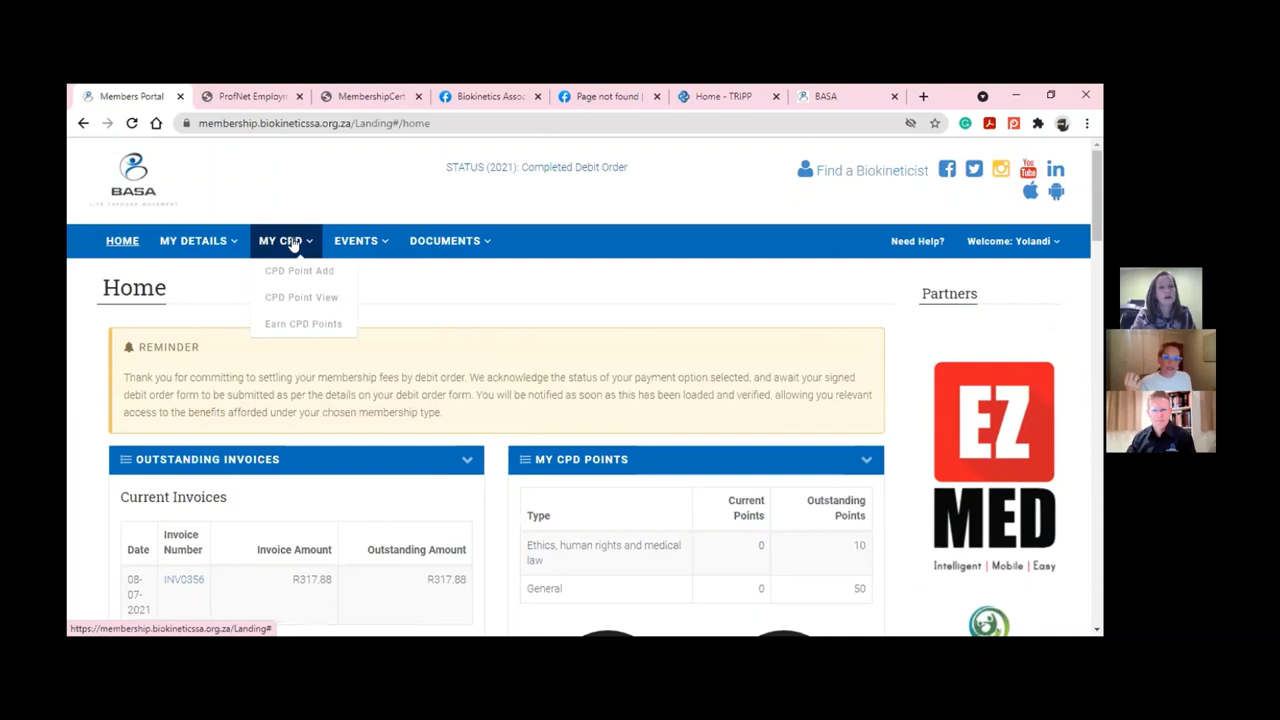 Members Portal
ProfNet Employ
MembershipCert
Biokinetics Assoc
Page not found |
Home - TRIPP
BASA
membership.biokineticssa.org.za/Landing#/home
BASA
LIFE THROUGH MOVEMENT
STATUS (2021): Completed Debit Order
Find a Biokineticist
You
Tube
in
HOME
MY DETAILS
MY CPD
EVENTS
DOCUMENTS
Need Help?
Welcome: Yolandi
CPD Point Add
CPD Point View
Earn CPD Points
Home
Partners
REMINDER
Thank you for committing to settling your membership fees by debit order. We acknowledge the status of your payment option selected, and await your signed
debit order form to be submitted as per the details on your debit order form. You will be notified as soon as this has been loaded and verified, allowing you relevant
access to the benefits afforded under your chosen membership type.
OUTSTANDING INVOICES
Current Invoices
Date
Invoice
Number
Invoice Amount
Outstanding Amount
08-
07-
2021
INV0356
R317.88
R317.88
MY CPD POINTS
Type
Current
Points
Outstanding
Points
Ethics, human rights and medical
law
0
10
General
0
50
EZ
MED
Intelligent | Mobile | Easy
https://membership.biokineticssa.org.za/Landing#